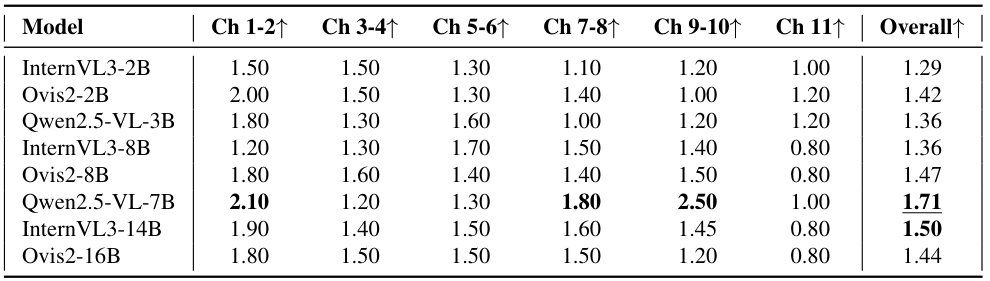 Model Ch 1-2↑ Ch 3-4↑ Ch 5-6↑ Ch 7-8↑ Ch 9-10↑ Ch 11↑ Overall↑
InternVL3-2B 1.50 1.50 1.30 1.10 1.20 1.00 1.29
Ovis2-2B 2.00 1.50 1.30 1.40 1.00 1.20 1.42
Qwen2.5-VL-3B 1.80 1.30 1.60 1.00 1.20 1.20 1.36
InternVL3-8B 1.20 1.30 1.70 1.50 1.40 0.80 1.36
Ovis2-8B 1.80 1.60 1.40 1.40 1.50 0.80 1.47
Qwen2.5-VL-7B 2.10 1.20 1.30 1.80 2.50 1.00 1.71
InternVL3-14B 1.90 1.40 1.50 1.60 1.45 0.80 1.50
Ovis2-16B 1.80 1.50 1.50 1.50 1.20 0.80 1.44